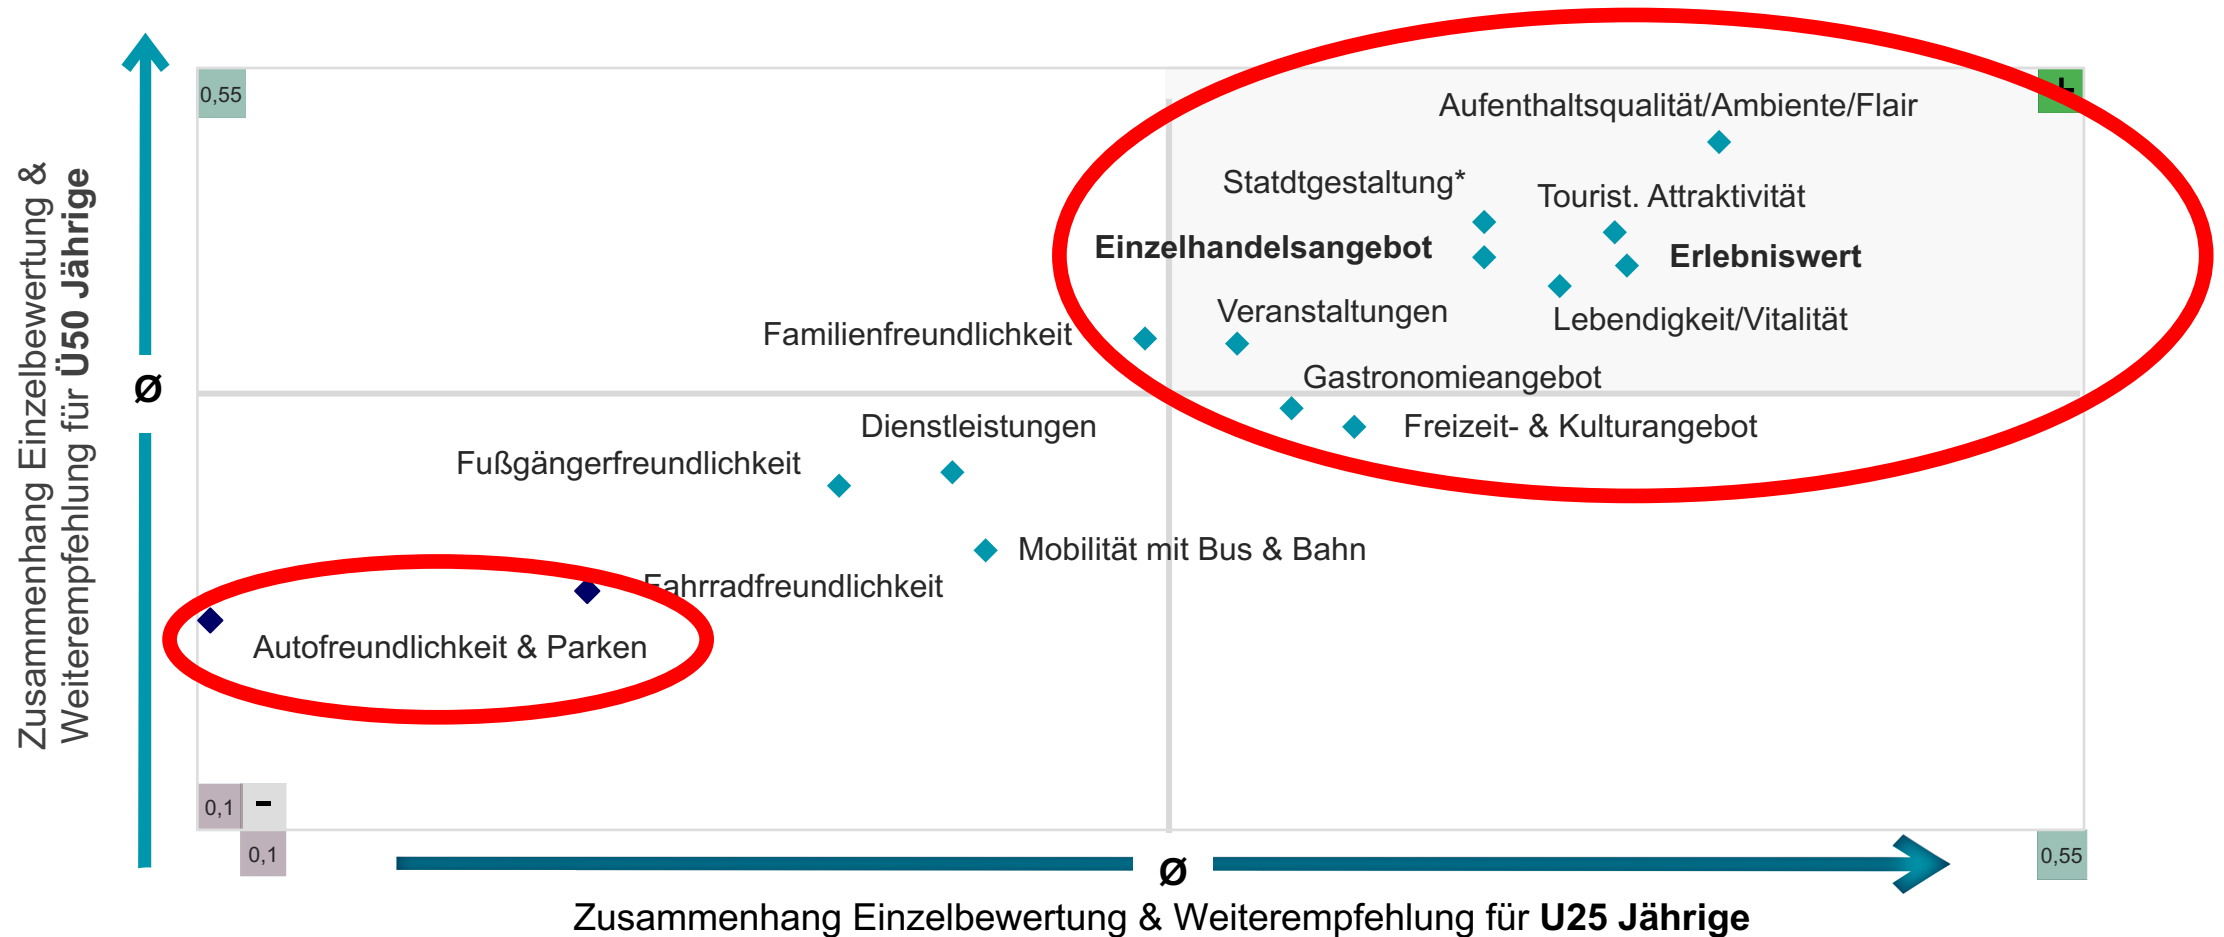 Zusammenhang Einzelbewertung &
Weiterempfehlung für Ü50 Jährige
Ø
0,55
+
Aufenthaltsqualität/Ambiente/Flair
Statdtgestaltung*
Tourist. Attraktivität
Einzelhandelsangebot
Erlebniswert
Veranstaltungen
Lebendigkeit/Vitalität
Familienfreundlichkeit
Gastronomieangebot
Dienstleistungen
Freizeit- & Kulturangebot
Fußgängerfreundlichkeit
Mobilität mit Bus & Bahn
Fahrradfreundlichkeit
Autofreundlichkeit & Parken
0,1
-
0,1
Ø
0,55
Zusammenhang Einzelbewertung & Weiterempfehlung für U25 Jährige